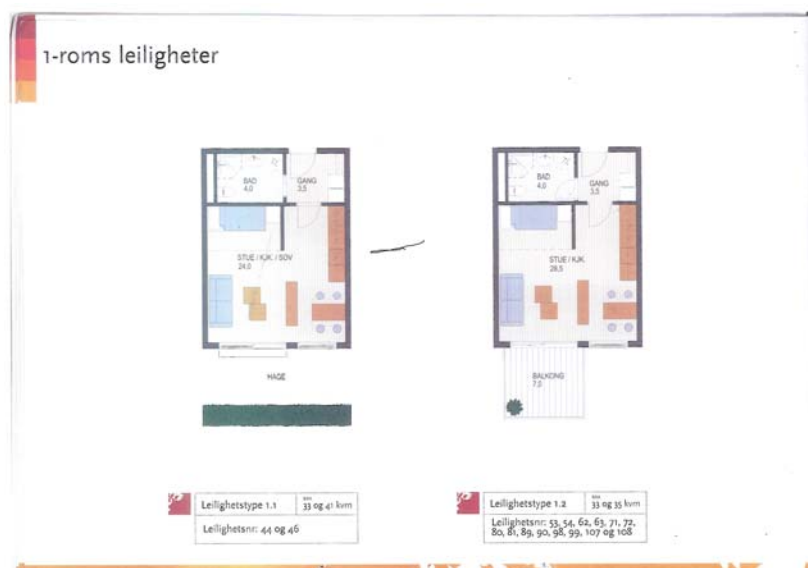 1-roms leiligheter
BAD
4,0
GANG
3,5
STUE / KJK. / SOV
24,0
HAGE
BAD
4,0
GANG
3,5
STUE / KJK.
28,5
BALKONG
7,0
Leilighetstype 1.1
33 og 41 kvm
Leilighetsnr: 44 og 46
Leilighetstype 1.2
33 og 35 kvm
Leilighetsnr: 53, 54, 62, 63, 71, 72,
80, 81, 89, 90, 98, 99, 107 og 108